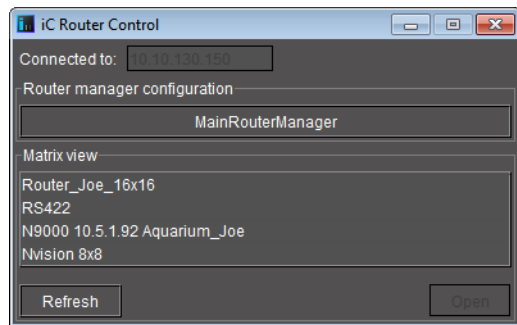 iC Router Control
Connected to: 10.10.130.150
Router manager configuration
MainRouterManager
Matrix view
Router_Joe_16x16
RS422
N9000 10.5.1.92 Aquarium_Joe
Nvision 8x8
Refresh
Open